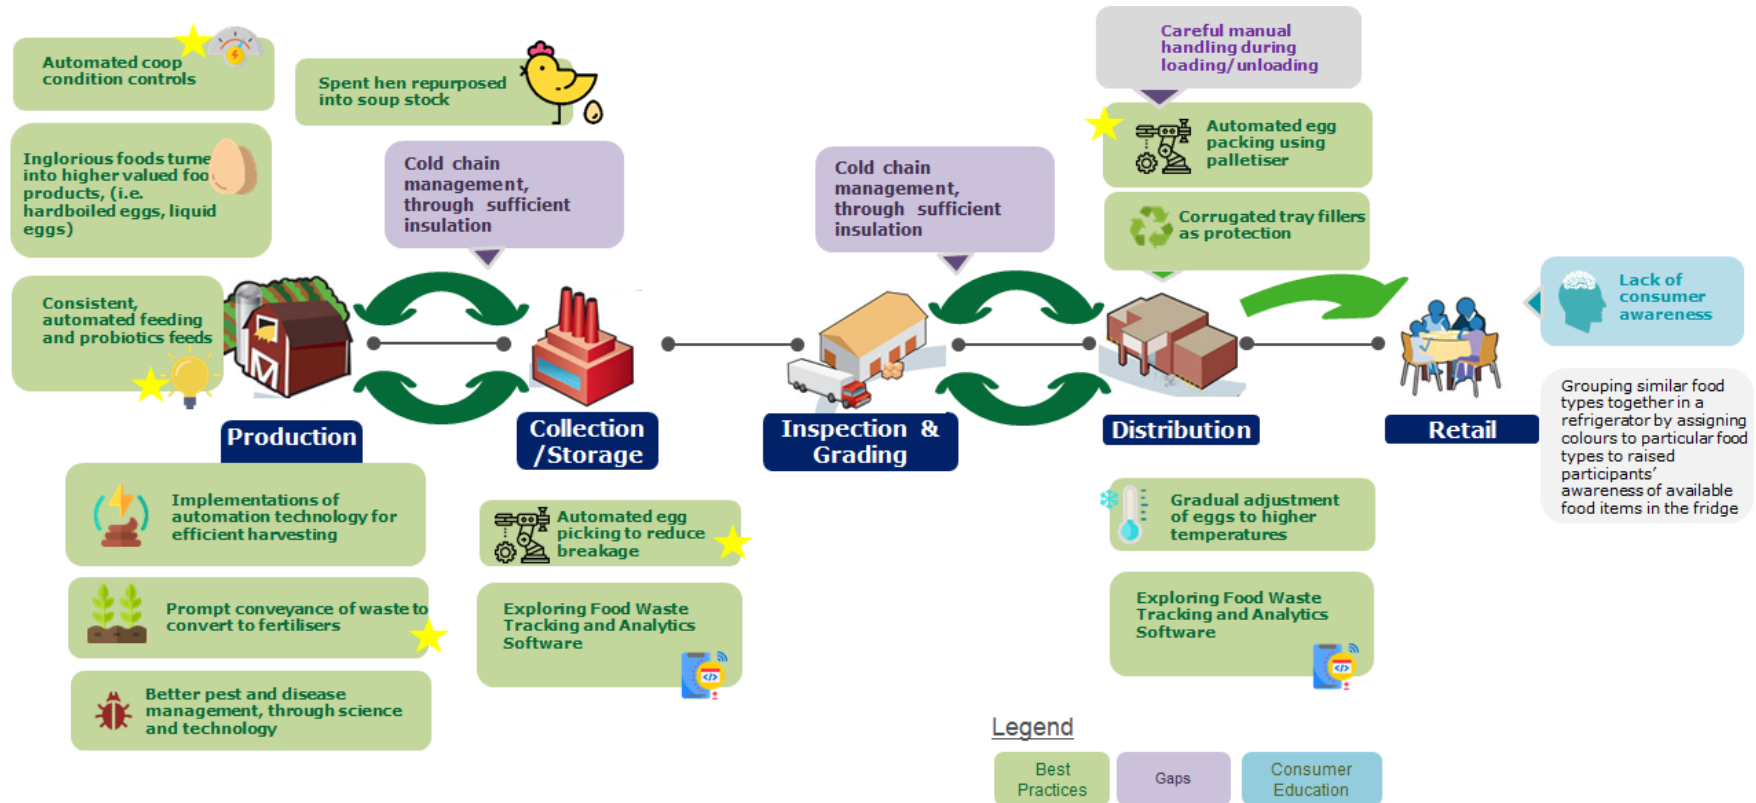 Automated coop
condition controls
Spent hen repurposed
into soup stock
Careful manual
handling during
loading/unloading
Inglorious foods turne
into higher valued foo
products, (i.e.
hardboiled eggs, liquid
eggs)
Cold chain
management,
through sufficient
insulation
Cold chain
management,
through sufficient
insulation
Automated egg
packing using
palletiser
Corrugated tray fillers
as protection
Consistent,
automated feeding
and probiotics feeds
Lack of
consumer
awareness
Grouping similar food
types together in a
refrigerator by assigning
colours to particular food
types to raised
participants’
awareness of available
food items in the fridge
Production
Collection
/Storage
Inspection & 
Grading
Distribution
Retail
Implementations of
automation technology for
efficient harvesting
Prompt conveyance of waste to
convert to fertilisers
Better pest and disease
management, through science
and technology
Automated egg
picking to reduce
breakage
Exploring Food Waste
Tracking and Analytics
Software
Gradual adjustment
of eggs to higher
temperatures
Exploring Food Waste
Tracking and Analytics
Software
Legend
Best
Practices
Gaps
Consumer
Education